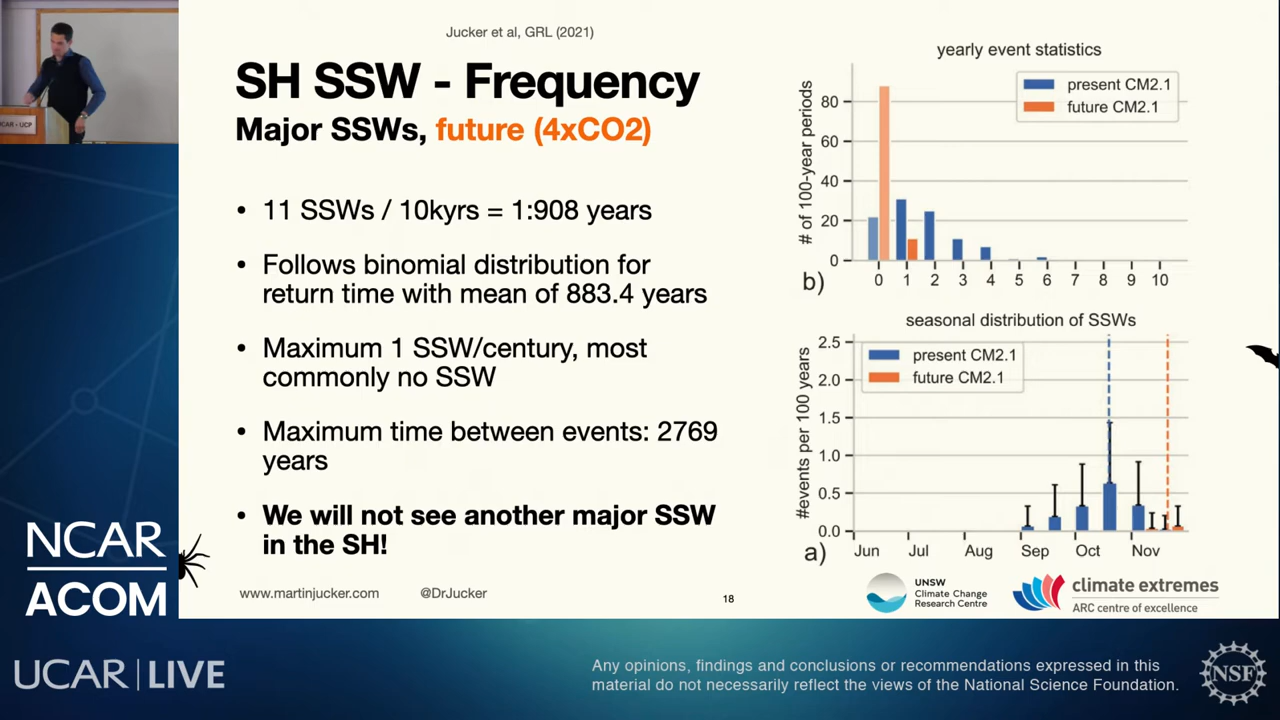 Jucker et al, GRL (2021)
SH SSW - Frequency
Major SSWs, future (4xCO2)
• 11 SSWs / 10kyrs = 1:908 years
• Follows binomial distribution for
return time with mean of 883.4 years
• Maximum 1 SSW/century, most
commonly no SSW
• Maximum time between events: 2769
years
• We will not see another major SSW
in the SH!
www.martinjucker.com @DrJucker
18
yearly event statistics
present CM2.1
future CM2.1
# of 100-year periods
80
60
40
20
0
0 1 2 3 4 5 6 7 8 9 10
b)
seasonal distribution of SSWs
present CM2.1
future CM2.1
#events per 100 years
2.5
2.0
1.5
1.0
0.5
0.0
Jun Jul Aug Sep Oct Nov
a)
UNSW
Climate Change
Research Centre
climate extremes
ARC centre of excellence
NCAR - UCP
NCAR
ACOM
UCAR | LIVE
Any opinions, findings and conclusions or recommendations expressed in this
material do not necessarily reflect the views of the National Science Foundation.
NSF